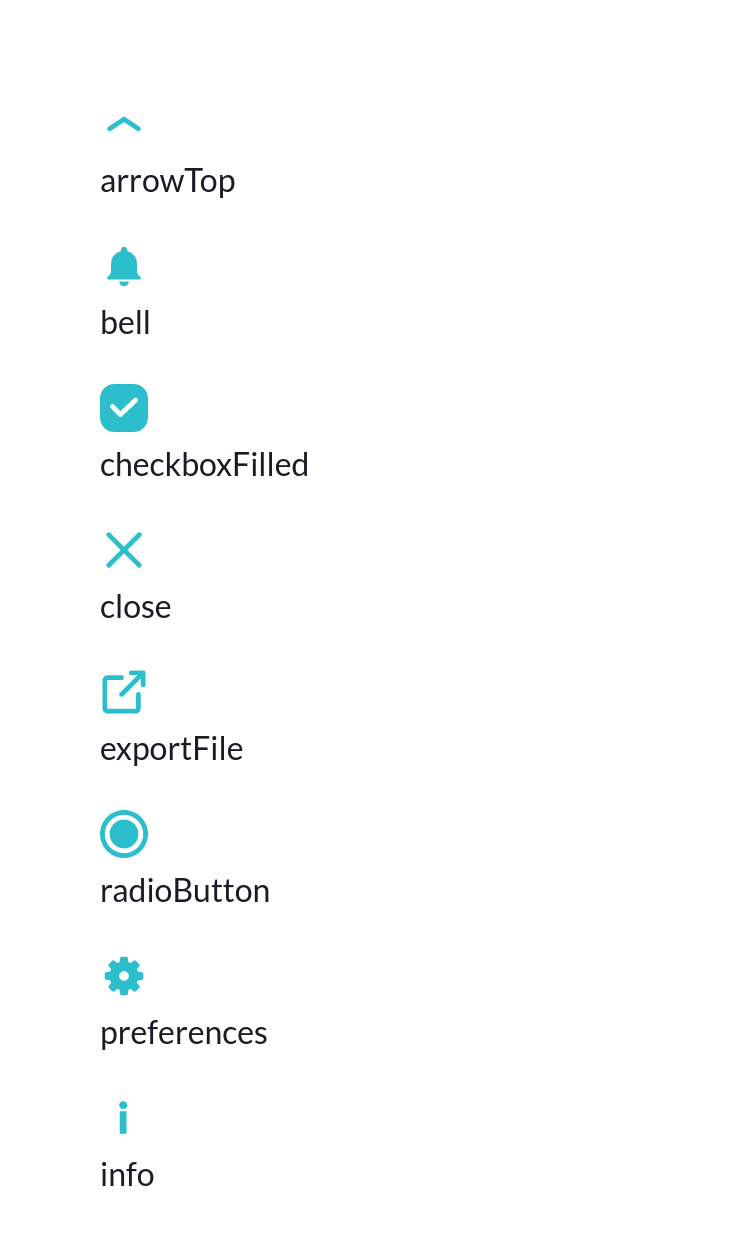 arrowTop
bell
checkboxFilled
close
exportFile
radioButton
preferences
info